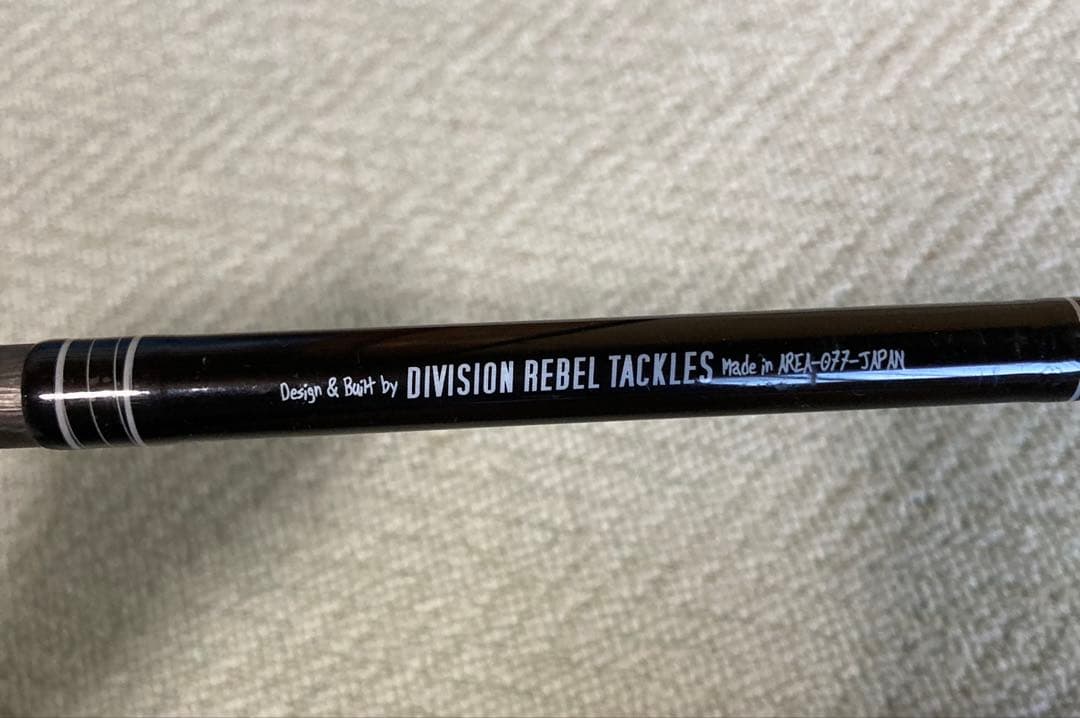 Design & Built by DIVISION REBEL TACKLES Made in AREA-077-JAPAN